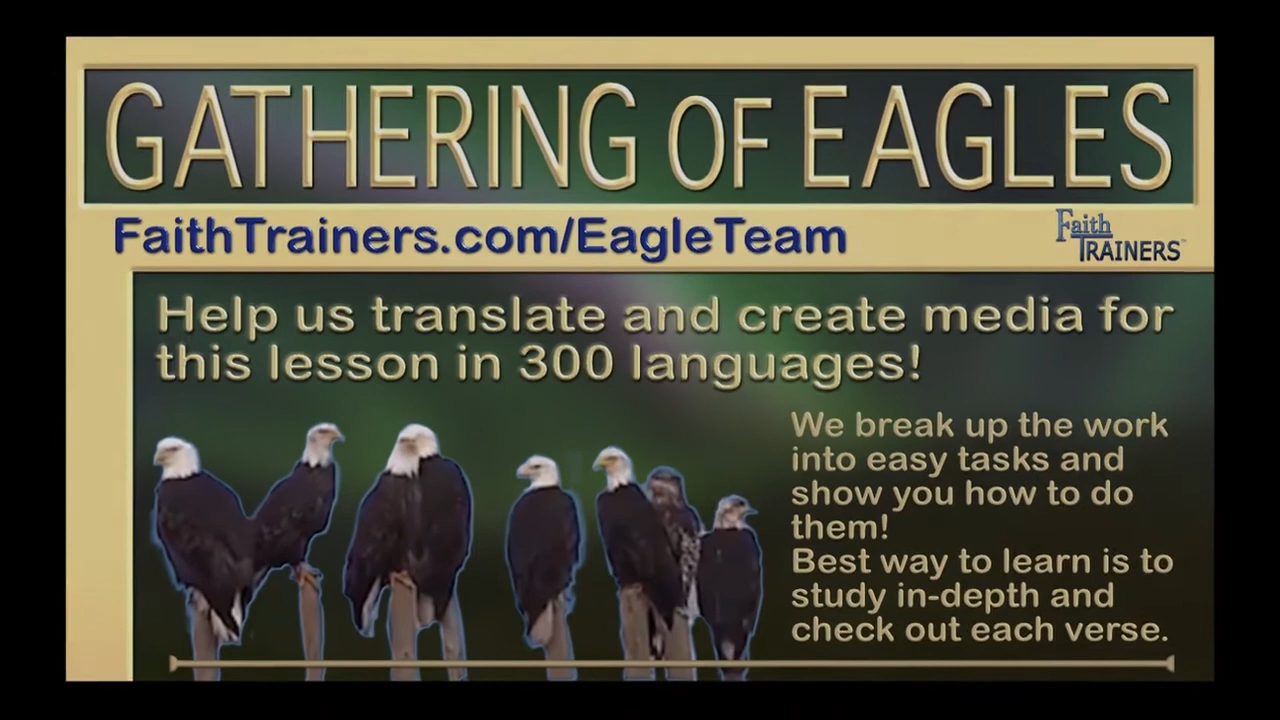 GATHERING OF EAGLES
FaithTrainers.com/EagleTeam
Faith
TRAINERS™
Help us translate and create media for
this lesson in 300 languages!
We break up the work
into easy tasks and
show you how to do
them!
Best way to learn is to
study in-depth and
check out each verse.